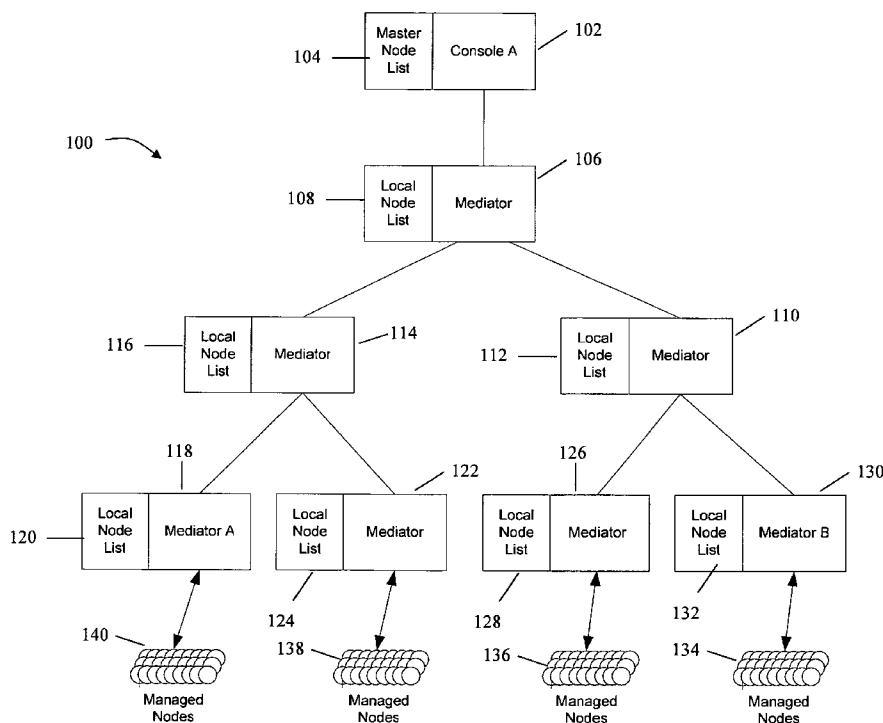 Master
Node
List
Console A
102
104
100
106
Local
Node
List
Mediator
108
110
Local
Node
List
Mediator
114
116
Local
Node
List
Mediator
112
118
122
126
130
Local
Node
List
Mediator A
120
Local
Node
List
Mediator
124
Local
Node
List
Mediator
128
Local
Node
List
Mediator B
132
140
138
136
134
Managed
Nodes
Managed
Nodes
Managed
Nodes
Managed
Nodes